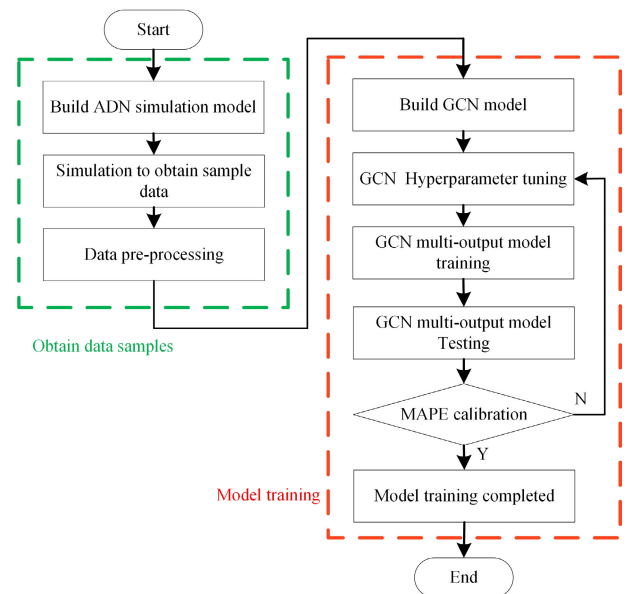 Start
Build ADN simulation model
Simulation to obtain sample
data
Data pre-processing
Obtain data samples
Build GCN model
GCN Hyperparameter tuning
GCN multi-output model
training
GCN multi-output model
Testing
MAPE calibration
N
Y
Model training completed
Model training
End